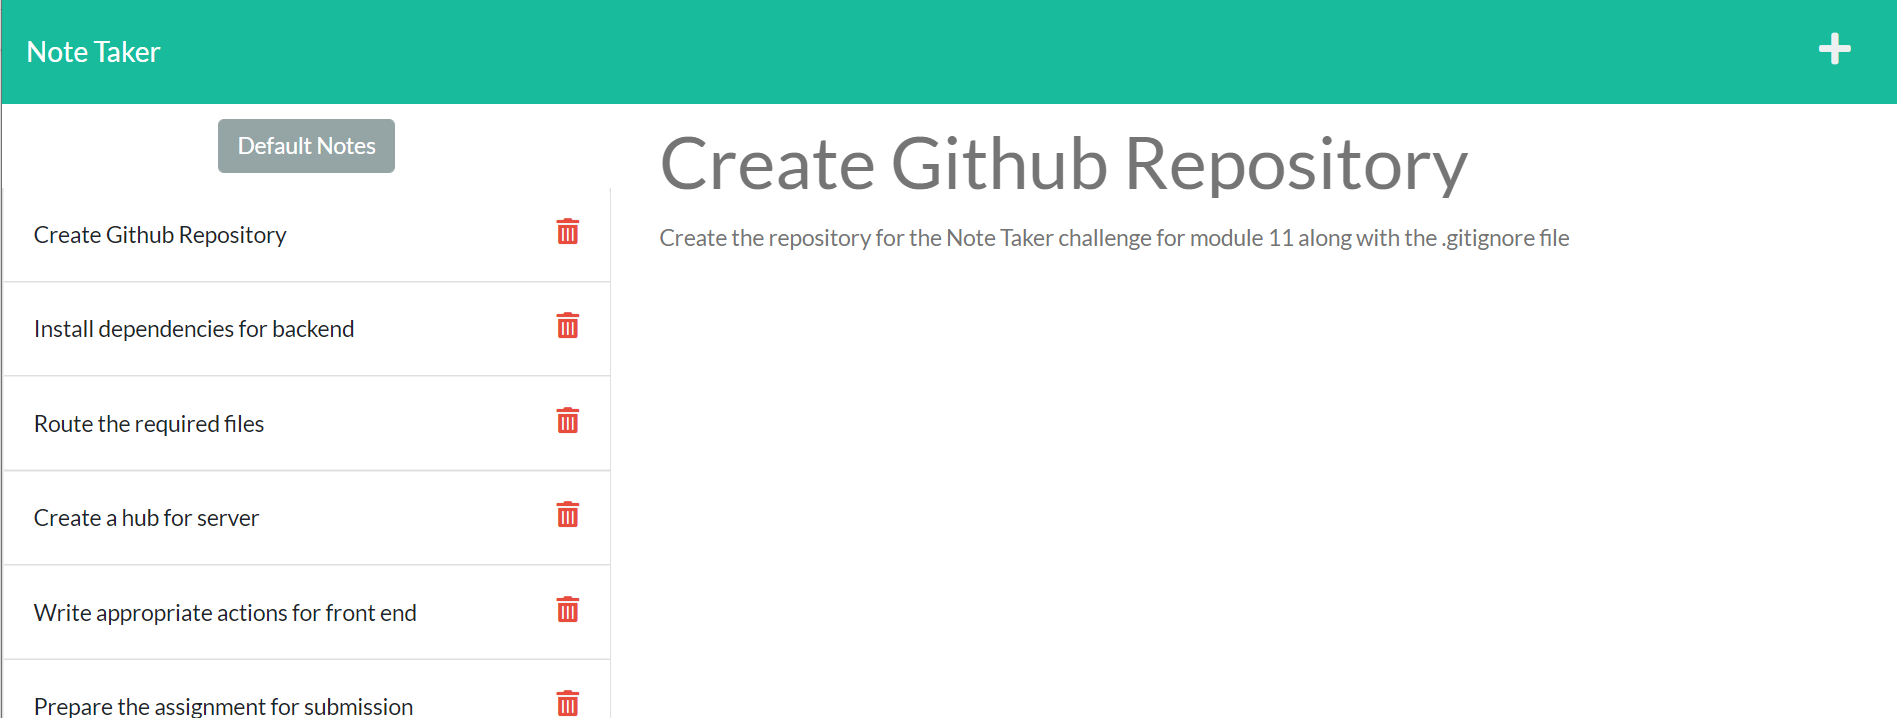 Note Taker
Default Notes
Create Github Repository
Install dependencies for backend
Route the required files
Create a hub for server
Write appropriate actions for front end
Prepare the assignment for submission
Create Github Repository
Create the repository for the Note Taker challenge for module 11 along with the .gitignore file